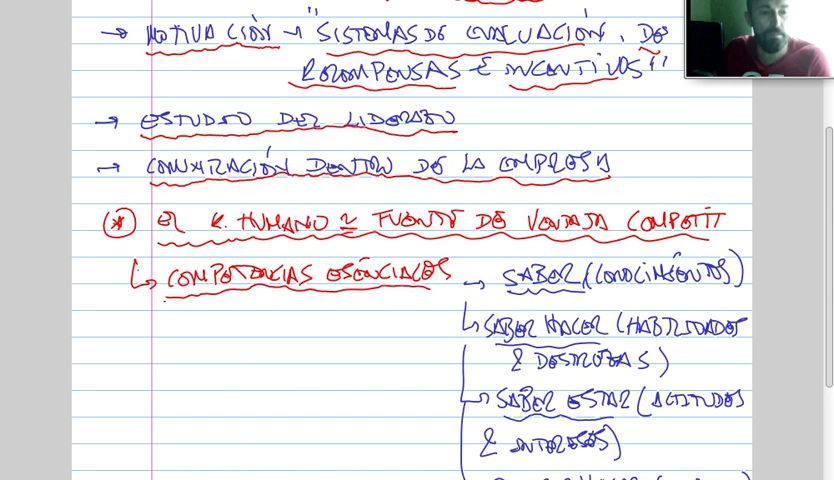 → MOTIVACIÓN → "SISTEMAS DE EVALUACIÓN, DE
RECOMPENSAS E INCENTIVOS"
→ ESTUDIO DEL LIDERAZGO
→ COMUNICACIÓN DENTRO DE LA EMPRESA
(*) EL K. HUMANO ≃ FUENTE DE VENTAJA COMPETIT
↳ COMPETENCIAS ESENCIALES → SABER (CONOCIMIENTOS)
↳ SABER HACER (HABILIDADES
& DESTREZAS)
↳ SABER ESTAR (ACTITUDES
& INTERESES)